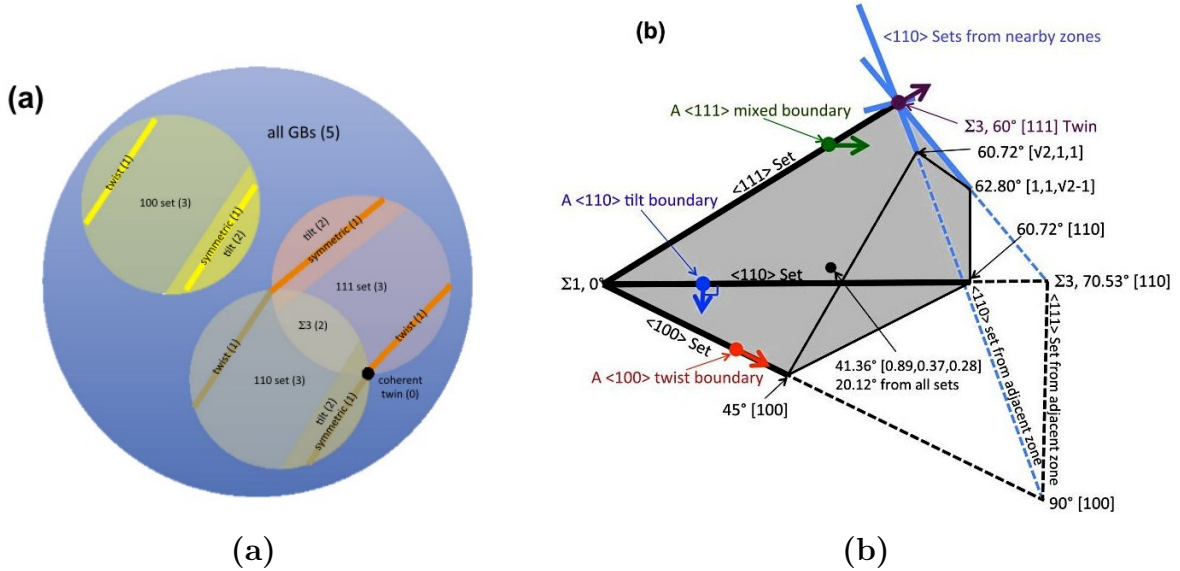 (a)
all GBs (5)
twist (1)
100 set (3)
symmetric (1)
tilt (2)
tilt (2)
symmetric (1)
111 set (3)
Σ3 (2)
twist (1)
twist (1)
110 set (3)
coherent
twin (0)
tilt (2)
symmetric (1)
(a)
(b)
<110> Sets from nearby zones
A <111> mixed boundary
Σ3, 60° [111] Twin
60.72° [√2,1,1]
<111> Set
62.80° [1,1,√2-1]
A <110> tilt boundary
60.72° [110]
<110> Set
Σ1, 0°
Σ3, 70.53° [110]
<100> Set
41.36° [0.89,0.37,0.28]
20.12° from all sets
A <100> twist boundary
45° [100]
<110> set from adjacent zone
<111> Set from adjacent zone
90° [100]
(b)